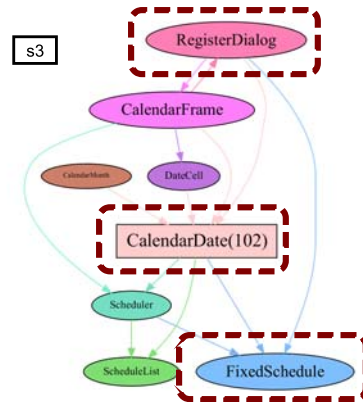 s3
RegisterDialog
CalendarFrame
CalendarMonth
DateCell
CalendarDate(102)
Scheduler
ScheduleList
FixedSchedule